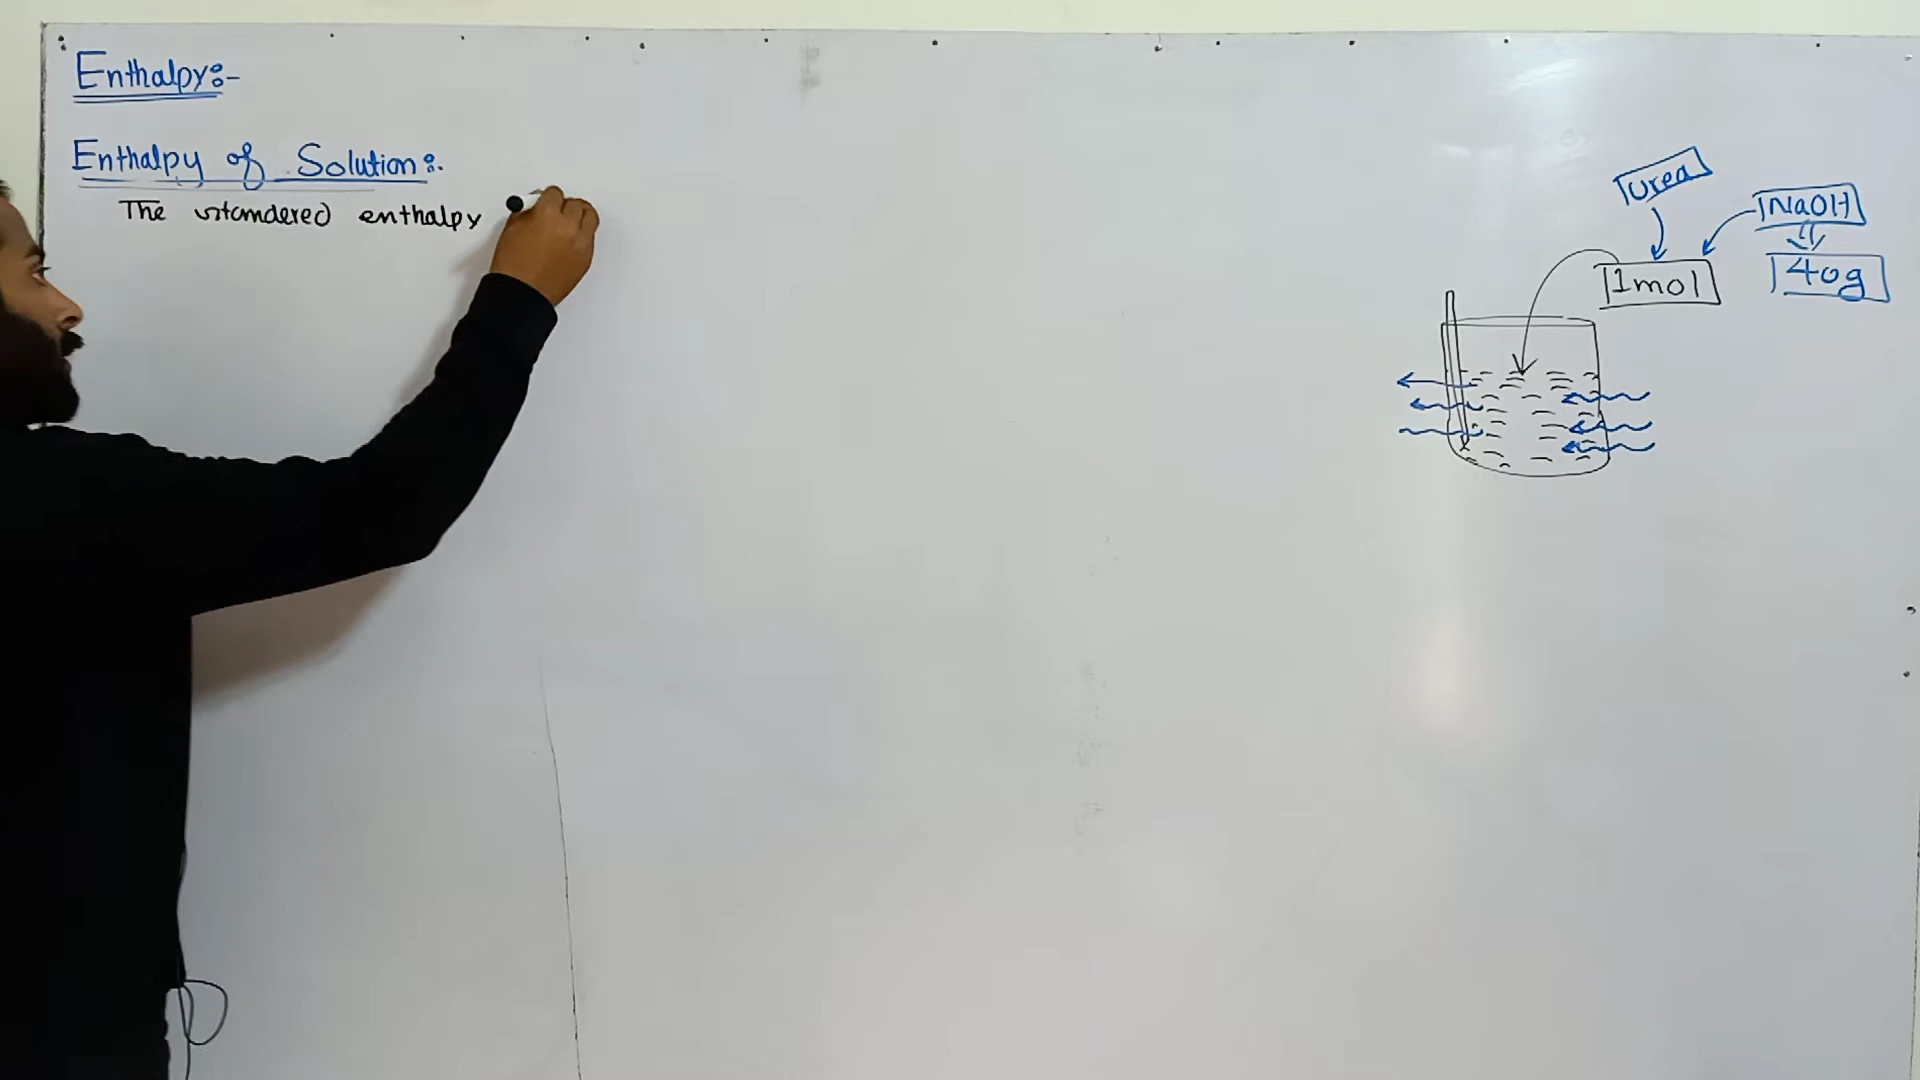 Enthalpy:-
Enthalpy of Solution:-
The standered enthalpy
urea
NaOH
1mol
40g